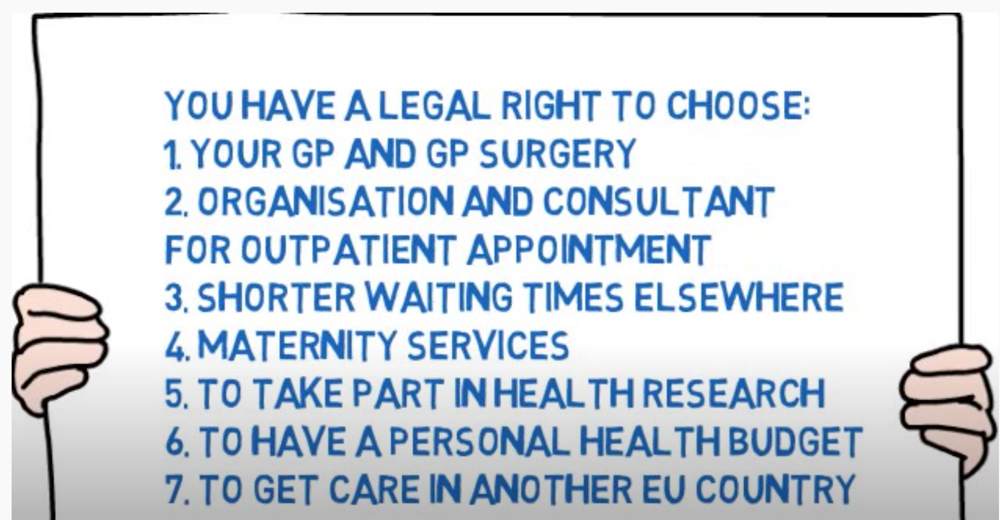 YOU HAVE A LEGAL RIGHT TO CHOOSE:
1. YOUR GP AND GP SURGERY
2. ORGANISATION AND CONSULTANT
FOR OUTPATIENT APPOINTMENT
3. SHORTER WAITING TIMES ELSEWHERE
4. MATERNITY SERVICES
5. TO TAKE PART IN HEALTH RESEARCH
6. TO HAVE A PERSONAL HEALTH BUDGET
7. TO GET CARE IN ANOTHER EU COUNTRY